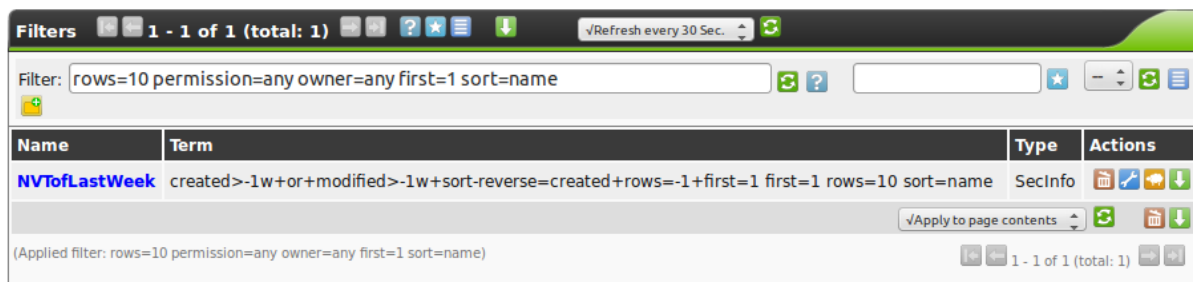 Filters 1 - 1 of 1 (total: 1) ? √Refresh every 30 Sec.
Filter: rows=10 permission=any owner=any first=1 sort=name ? --
Name Term Type Actions
NVTofLastWeek created>-1w+or+modified>-1w+sort-reverse=created+rows=-1+first=1 first=1 rows=10 sort=name SecInfo
√Apply to page contents
(Applied filter: rows=10 permission=any owner=any first=1 sort=name) 1 - 1 of 1 (total: 1)